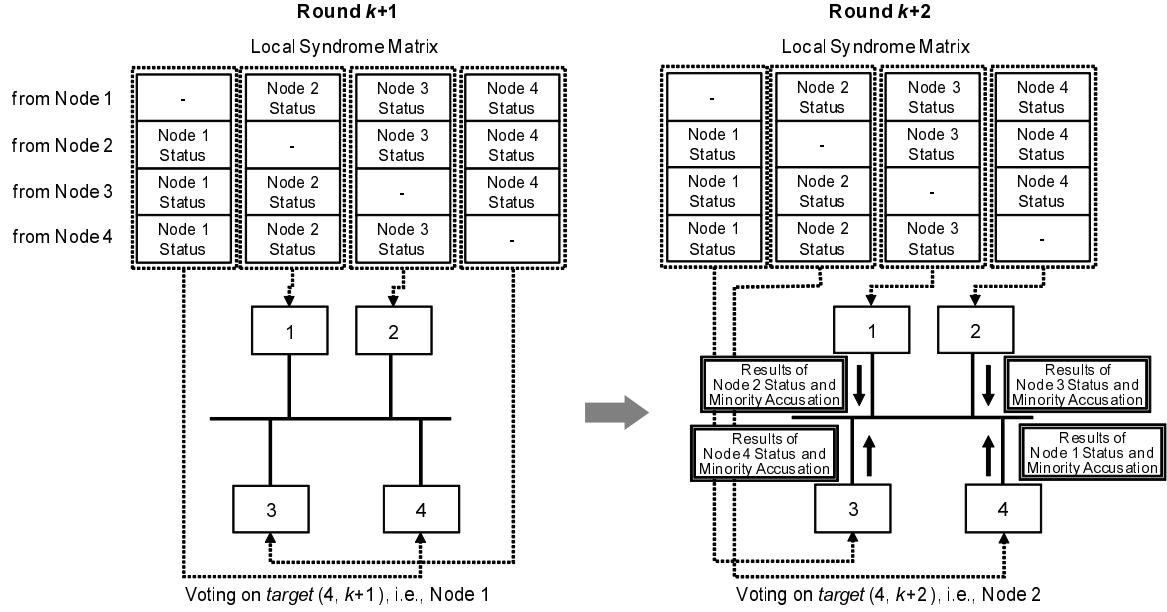 Round k+1
Local Syndrome Matrix
from Node 1
-
Node 2
Status
Node 3
Status
Node 4
Status
from Node 2
Node 1
Status
-
Node 3
Status
Node 4
Status
from Node 3
Node 1
Status
Node 2
Status
-
Node 4
Status
from Node 4
Node 1
Status
Node 2
Status
Node 3
Status
-
1
2
3
4
Voting on target (4, k+1), i.e., Node 1
Round k+2
Local Syndrome Matrix
-
Node 2
Status
Node 3
Status
Node 4
Status
Node 1
Status
-
Node 3
Status
Node 4
Status
Node 1
Status
Node 2
Status
-
Node 4
Status
Node 1
Status
Node 2
Status
Node 3
Status
-
1
2
Results of
Node 2 Status and
Minority Accusation
Results of
Node 3 Status and
Minority Accusation
Results of
Node 4 Status and
Minority Accusation
Results of
Node 1 Status and
Minority Accusation
3
4
Voting on target (4, k+2), i.e., Node 2